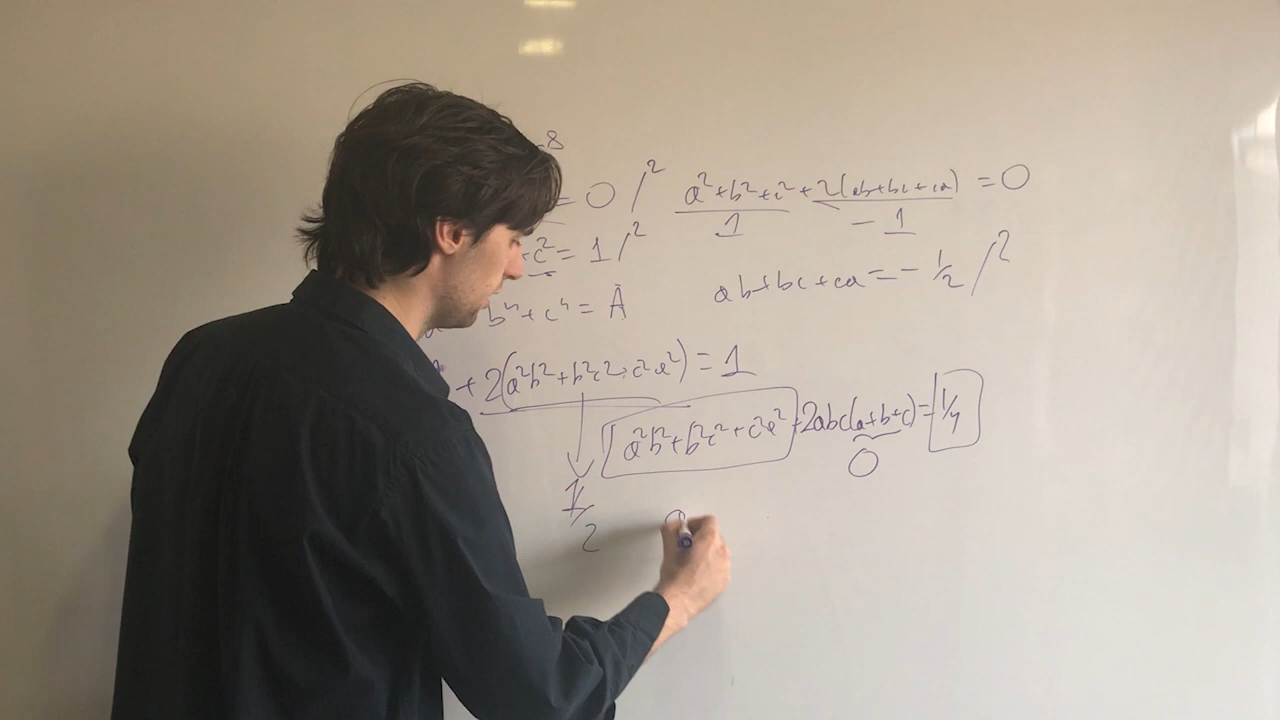 -8
= 0 /²
a²+b²+c²+2(ab+bc+ca) = 0
1
-1
+c² = 1 /²
ab+bc+ca = -1/2 /²
b⁴+c⁴ = A
+2(a²b²+b²c²+c²a²) = 1
a²b²+b²c²+c²a²+2abc(a+b+c) = 1/4
0
1/2